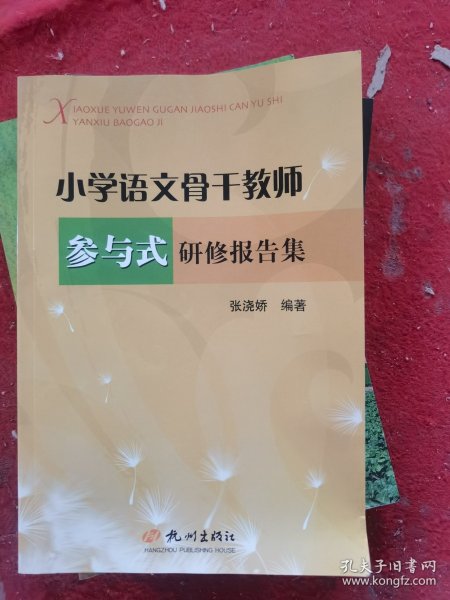 XIAOXUE YUWEN GUGAN JIAOSHI CAN YU SHI
YANXIU BAOGAO JI
小学语文骨干教师
参与式 研修报告集
张浇娇 编著
杭州出版社
HANGZHOU PUBLISHING HOUSE
孔夫子旧书网
www.kongfz.com